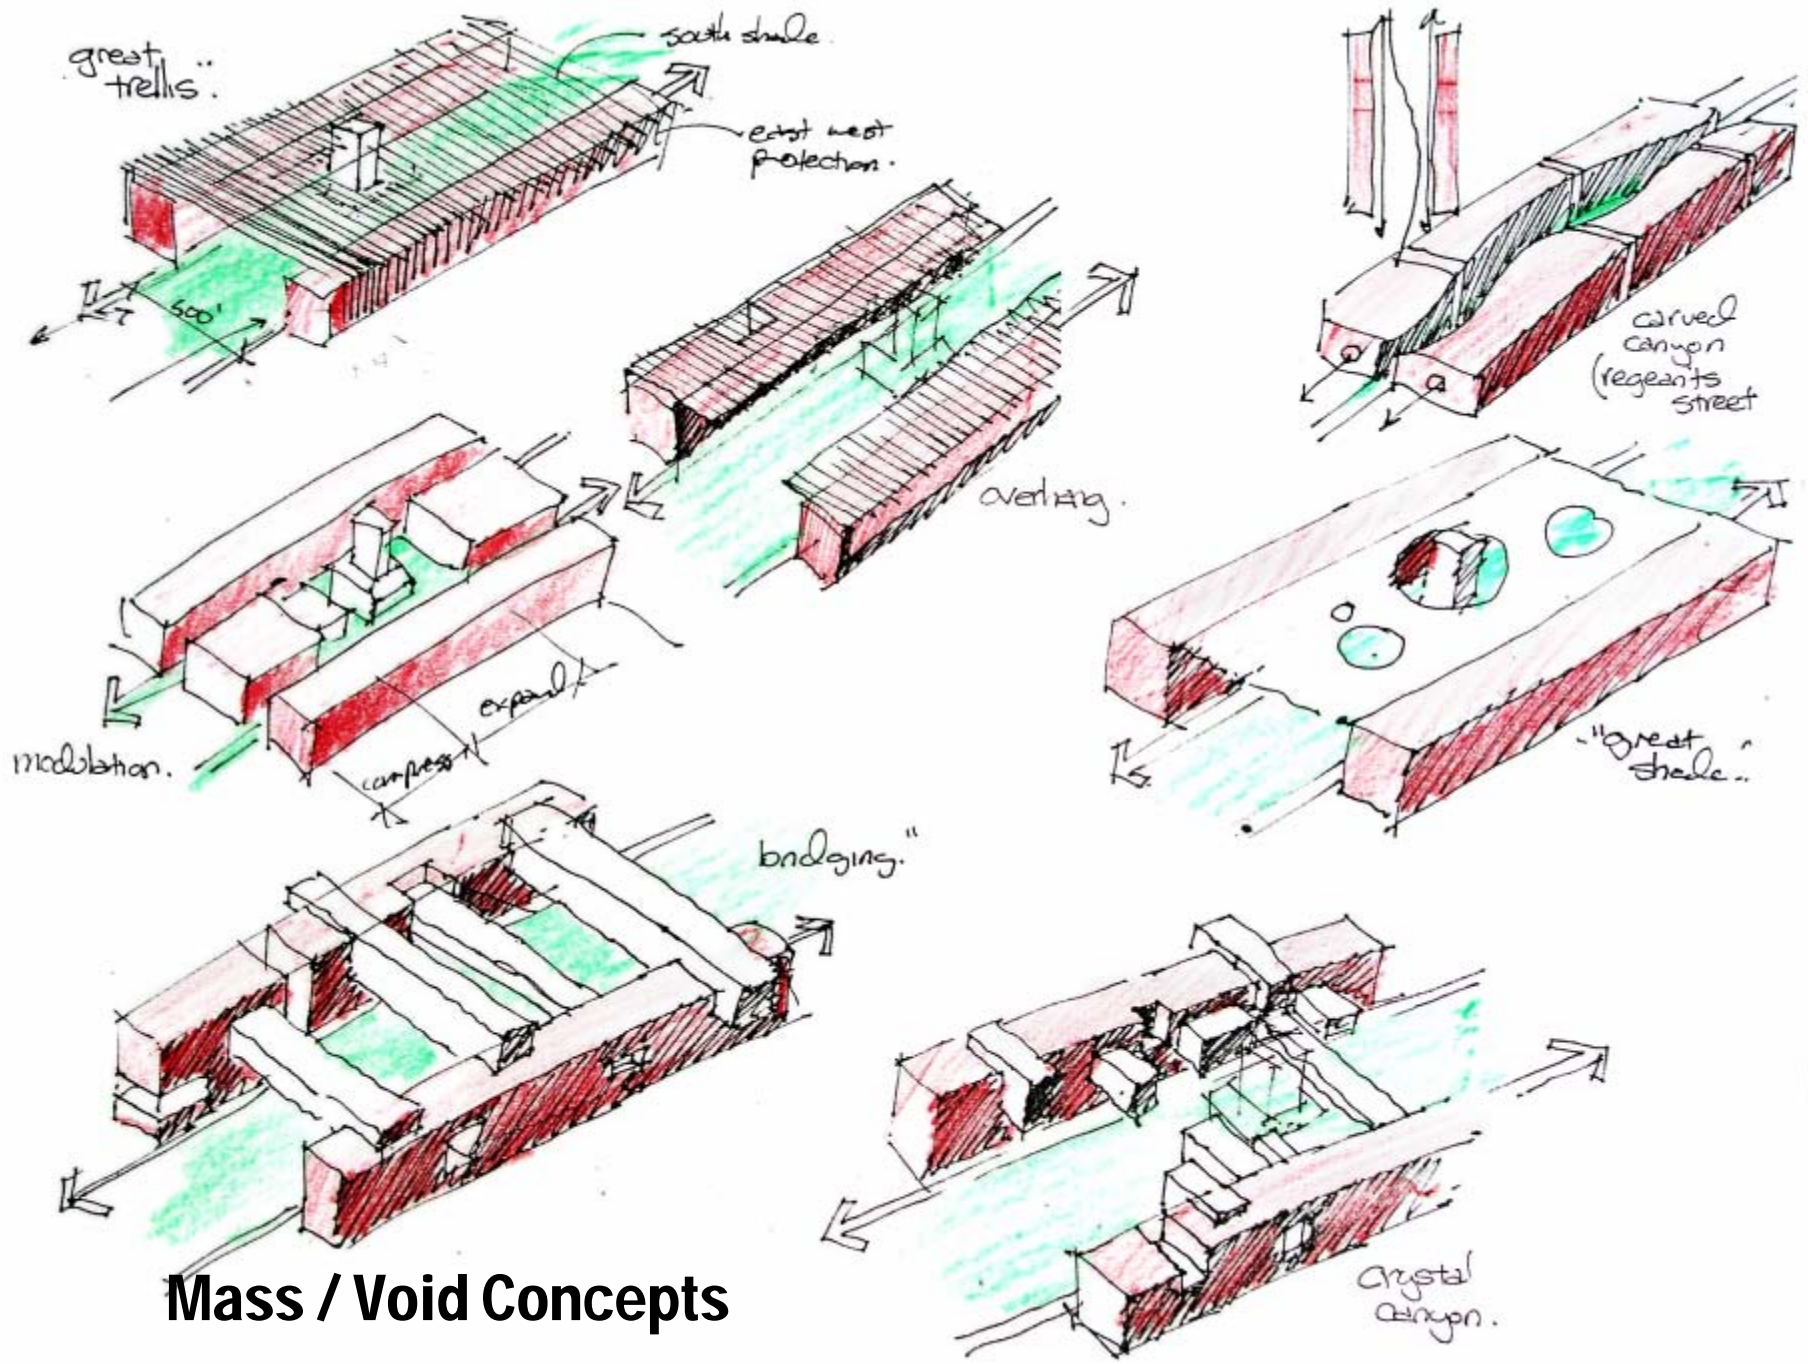 great
trellis".
south shade.
east west
protection.
500'
overhang.
carved
canyon
(regeants
street
modulation.
compress
expand
"great
shade"..
bridging."
crystal
canyon.
Mass / Void Concepts